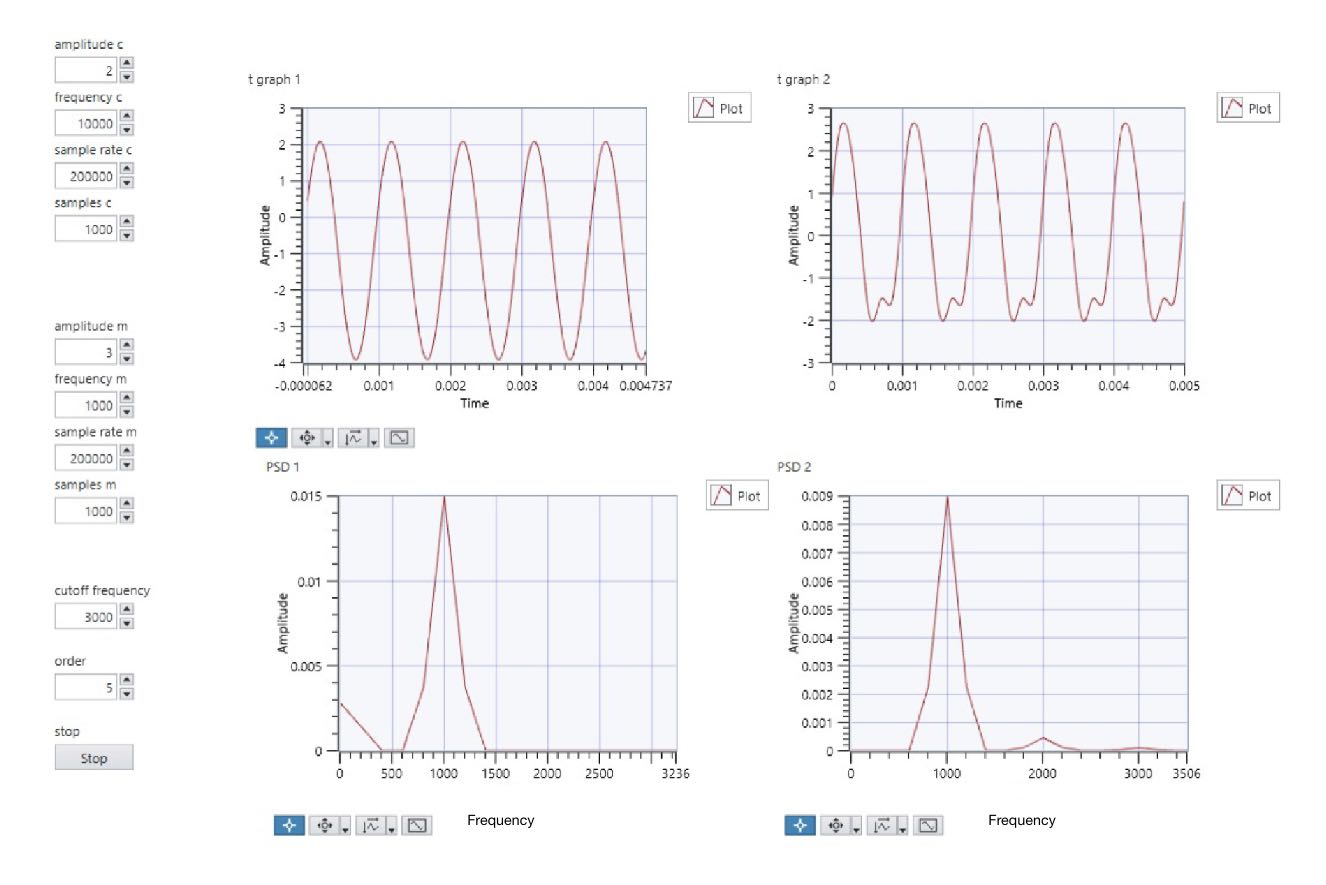 amplitude c
2
frequency c
10000
sample rate c
200000
samples c
1000
amplitude m
3
frequency m
1000
sample rate m
200000
samples m
1000
cutoff frequency
3000
order
5
stop
Stop
t graph 1
Plot
Amplitude
3
2
1
0
-1
-2
-3
-4
-0.000062 0.001 0.002 0.003 0.004 0.004737
Time
t graph 2
Plot
Amplitude
3
2
1
0
-1
-2
-3
0 0.001 0.002 0.003 0.004 0.005
Time
PSD 1
Plot
Amplitude
0.015
0.01
0.005
0
0 500 1000 1500 2000 2500 3236
Frequency
PSD 2
Plot
Amplitude
0.009
0.008
0.007
0.006
0.005
0.004
0.003
0.002
0.001
0
0 1000 2000 3000 3506
Frequency